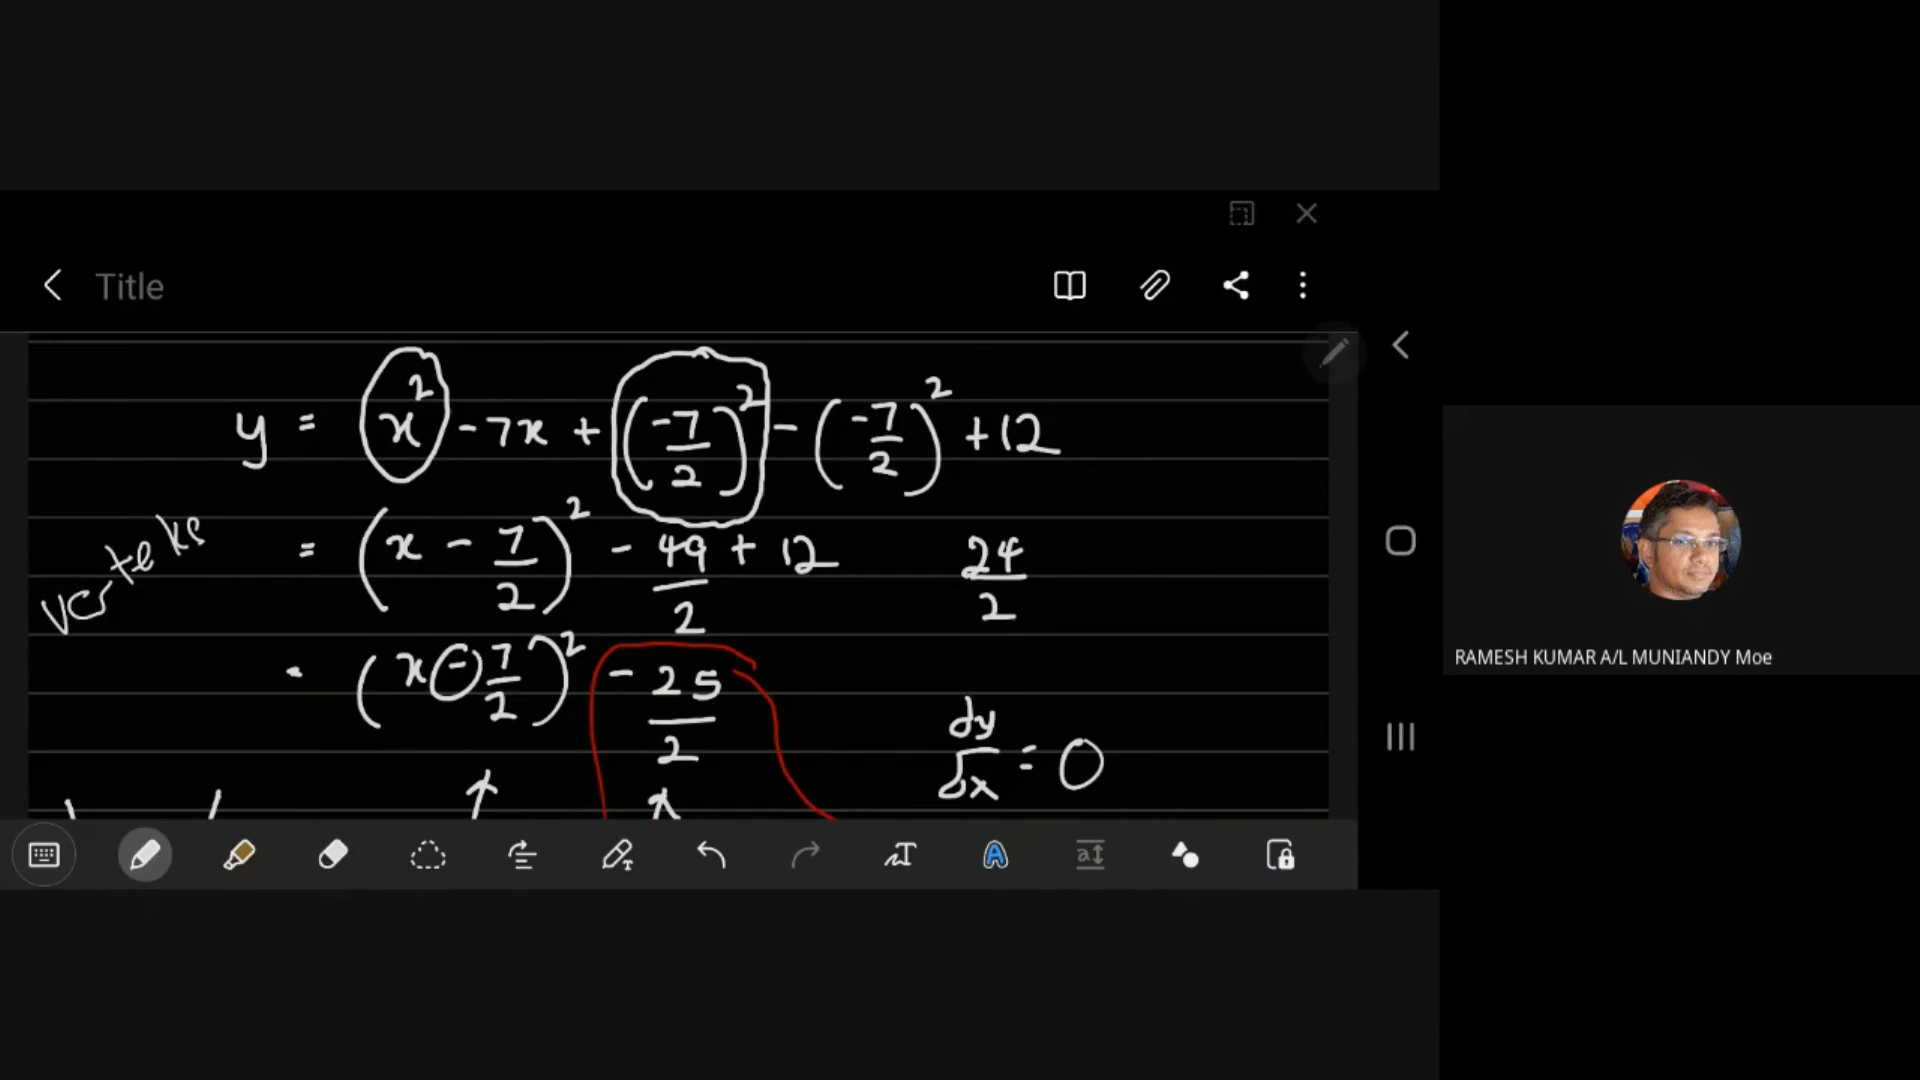 Title
y = x² - 7x + (-7/2)² - (-7/2)² + 12
verteks
= (x - 7/2)² - 49/2 + 12
24/2
= (x - 7/2)² - 25/2
dy/dx = 0
RAMESH KUMAR A/L MUNIANDY Moe